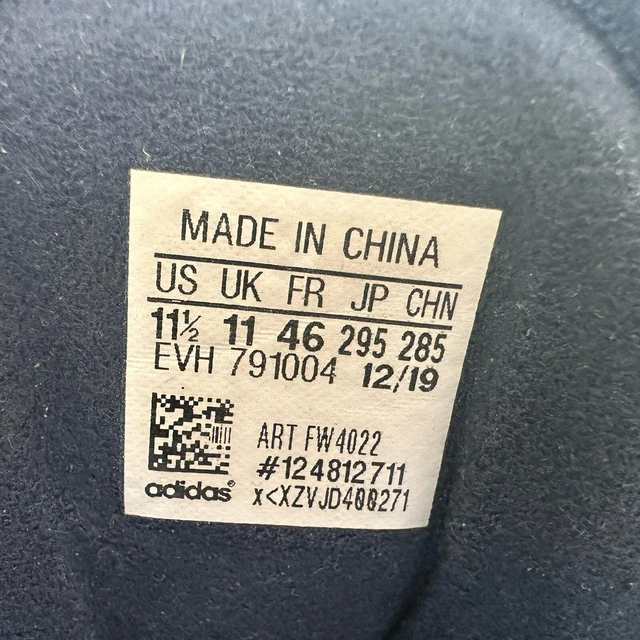 MADE IN CHINA
US UK FR JP CHN
11½ 11 46 295 285
EVH 791004 12/19
ART FW4022
#124812711
adidas® x<XZVJD400271